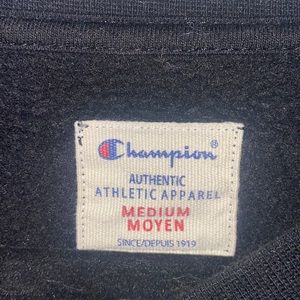 Champion
AUTHENTIC
ATHLETIC APPAREL
MEDIUM
MOYEN
SINCE/DEPUIS 1919